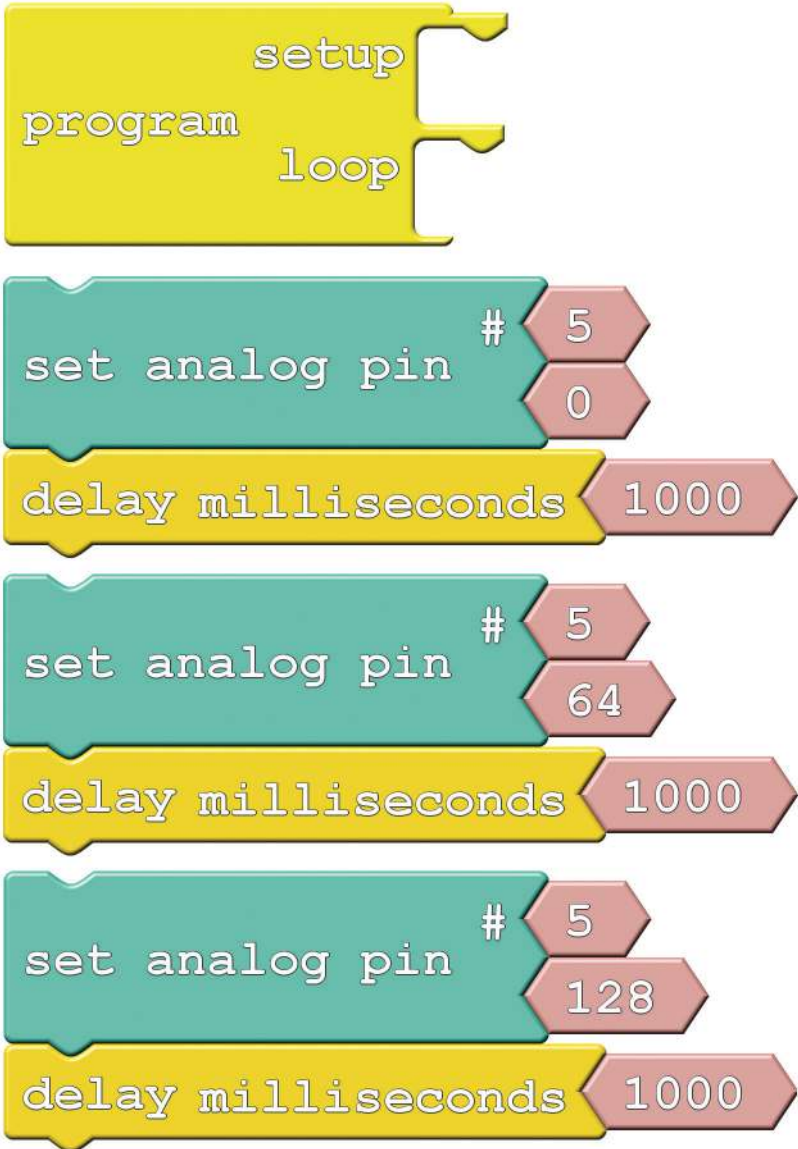 setup
program
loop
# 5
set analog pin
0
delay milliseconds 1000
# 5
set analog pin
64
delay milliseconds 1000
# 5
set analog pin
128
delay milliseconds 1000